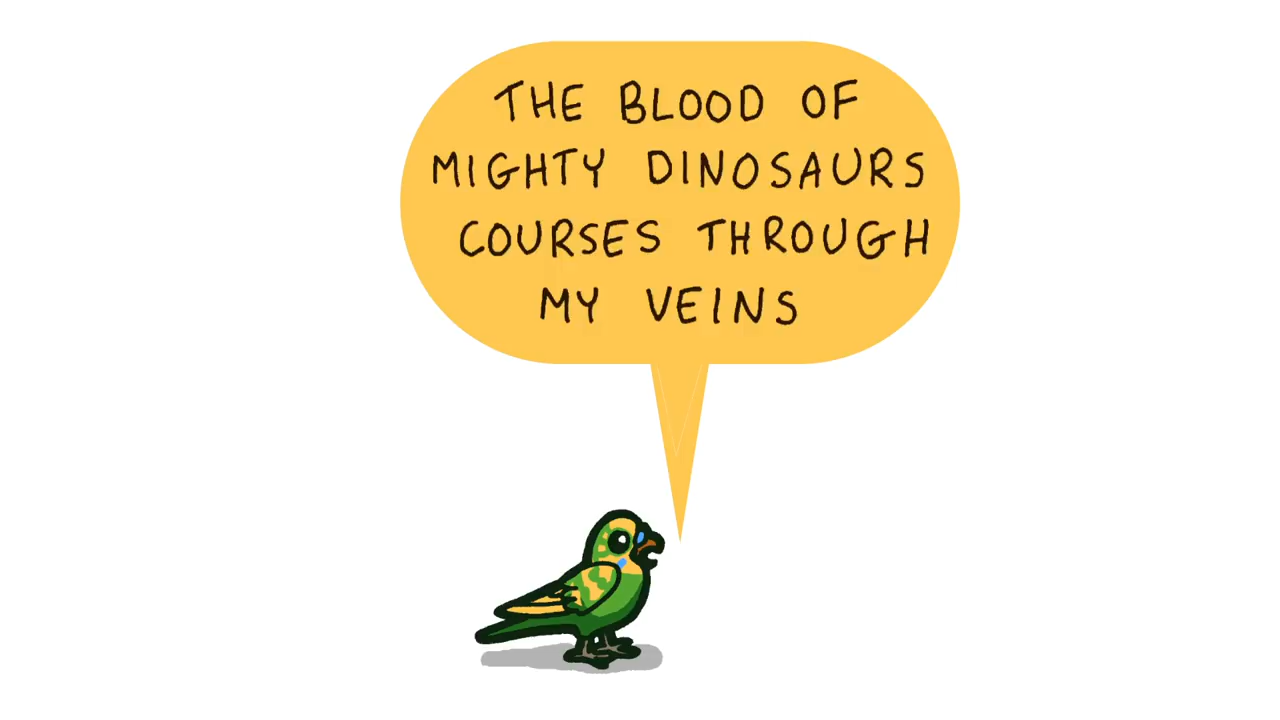 THE BLOOD OF
MIGHTY DINOSAURS
COURSES THROUGH
MY VEINS